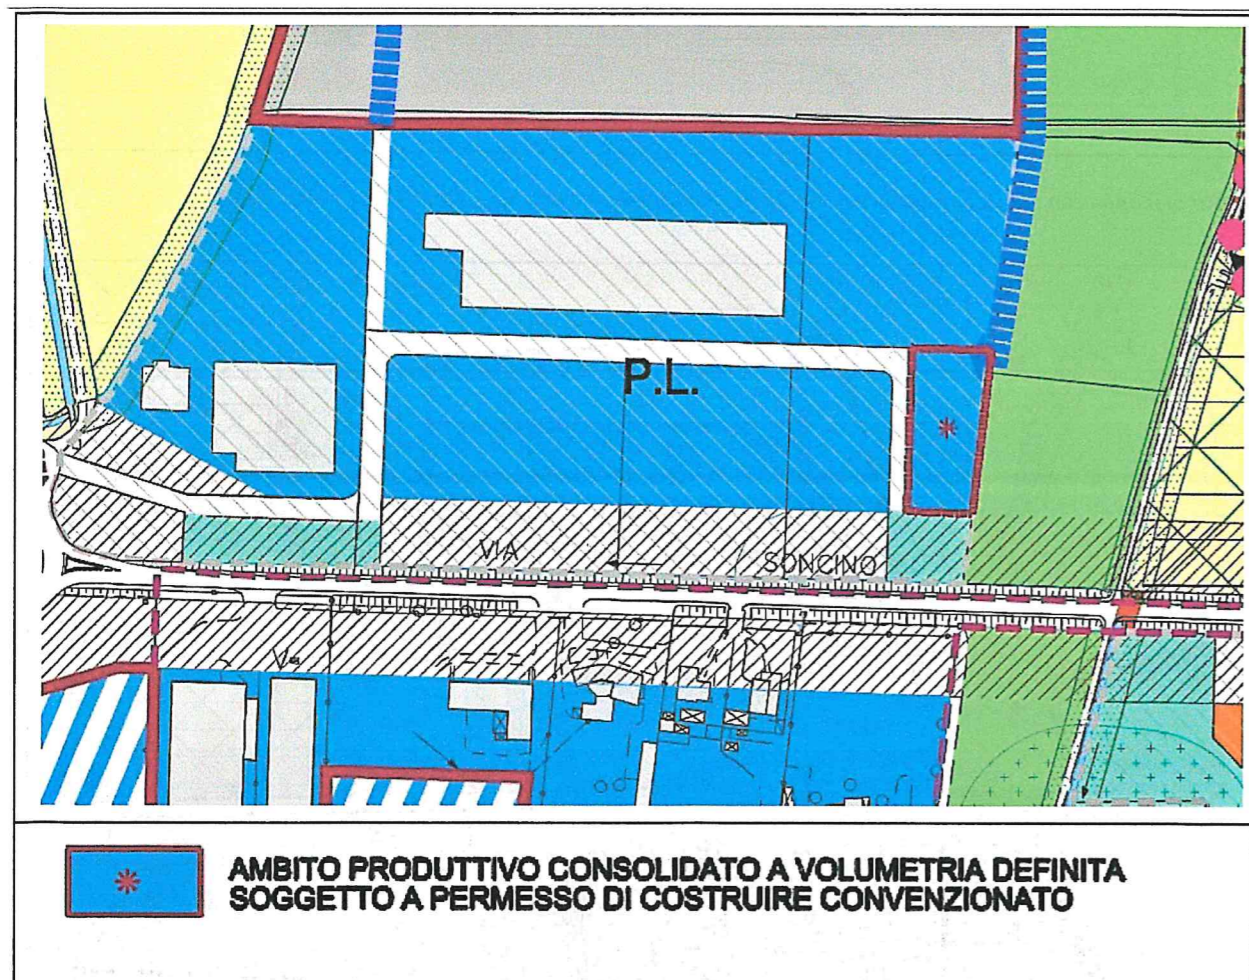 P.L.
VIA SONCINO
AMBITO PRODUTTIVO CONSOLIDATO A VOLUMETRIA DEFINITA
SOGGETTO A PERMESSO DI COSTRUIRE CONVENZIONATO